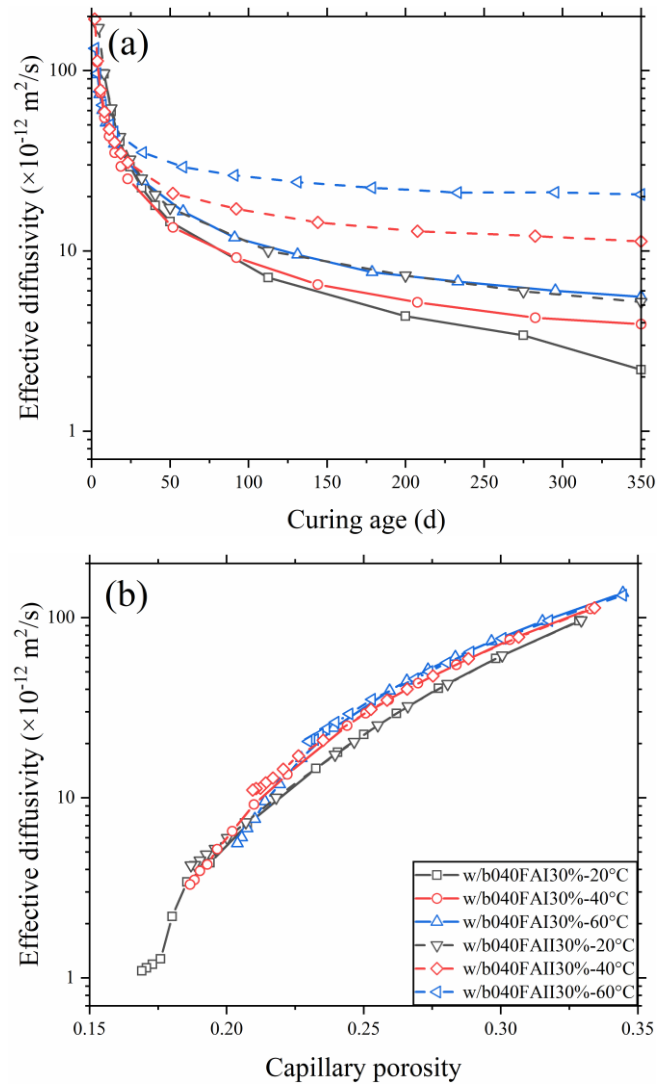 (a)
Effective diffusivity (×10⁻¹² m²/s)
100
10
1
0 50 100 150 200 250 300 350
Curing age (d)
(b)
Effective diffusivity (×10⁻¹² m²/s)
100
10
1
w/b040FAI30%-20°C
w/b040FAI30%-40°C
w/b040FAI30%-60°C
w/b040FAII30%-20°C
w/b040FAII30%-40°C
w/b040FAII30%-60°C
0.15 0.20 0.25 0.30 0.35
Capillary porosity